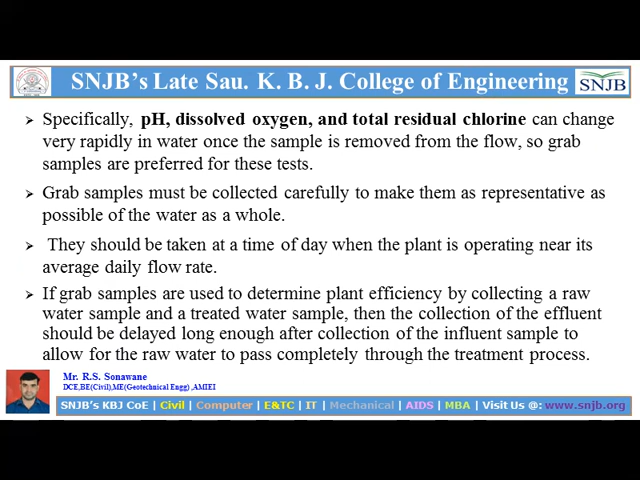 SNJB's Late Sau. K. B. J. College of Engineering
SNJB
➢ Specifically, pH, dissolved oxygen, and total residual chlorine can change
very rapidly in water once the sample is removed from the flow, so grab
samples are preferred for these tests.
➢ Grab samples must be collected carefully to make them as representative as
possible of the water as a whole.
➢ They should be taken at a time of day when the plant is operating near its
average daily flow rate.
➢ If grab samples are used to determine plant efficiency by collecting a raw
water sample and a treated water sample, then the collection of the effluent
should be delayed long enough after collection of the influent sample to
allow for the raw water to pass completely through the treatment process.
Mr. R.S. Sonawane
DCE,BE(Civil),ME(Geotechnical Engg) ,AMIEI
SNJB's KBJ CoE | Civil | Computer | E&TC | IT | Mechanical | AIDS | MBA | Visit Us @: www.snjb.org